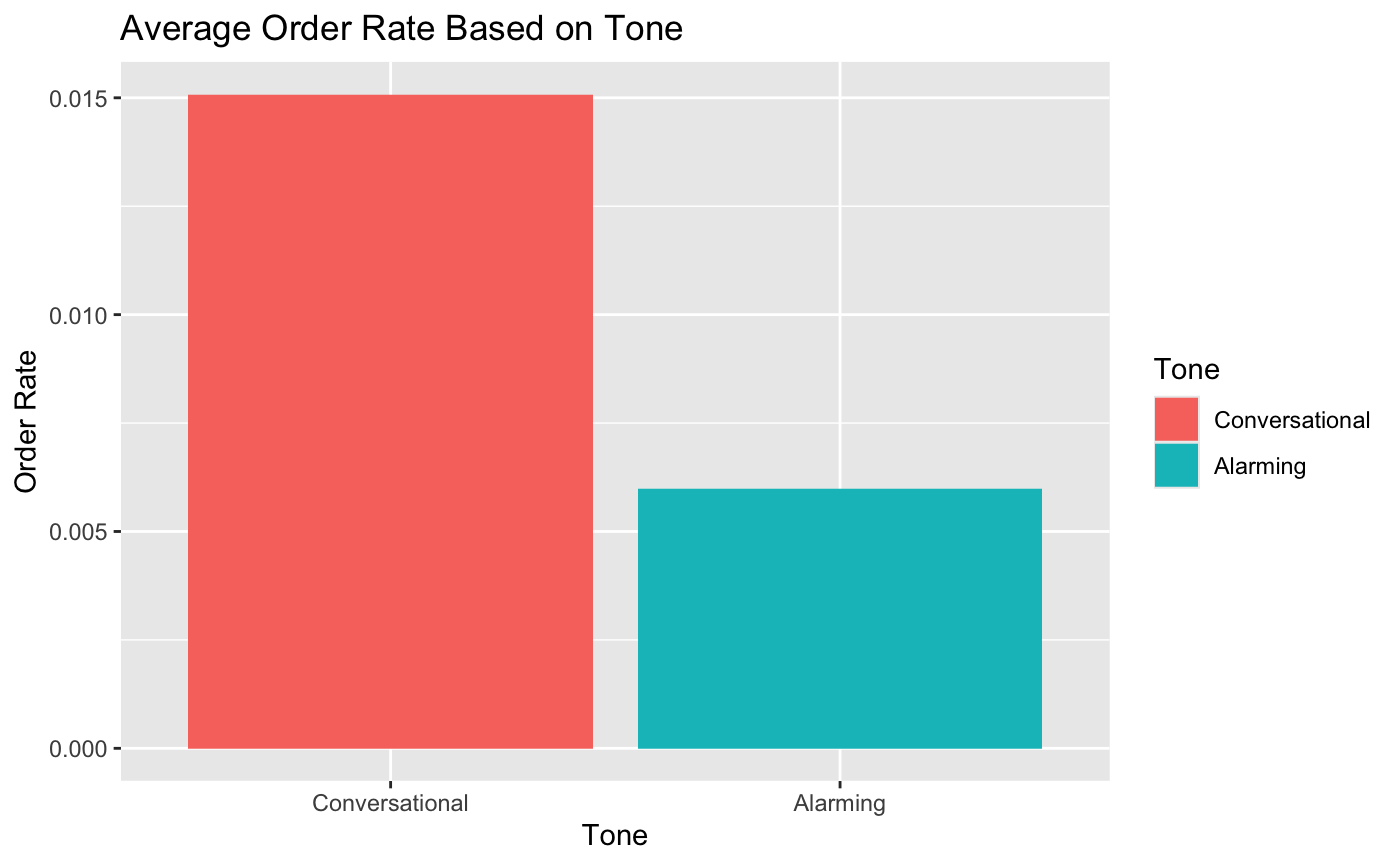 Average Order Rate Based on Tone
0.015
0.010
0.005
0.000
Order Rate
Conversational
Alarming
Tone
Tone
Conversational
Alarming